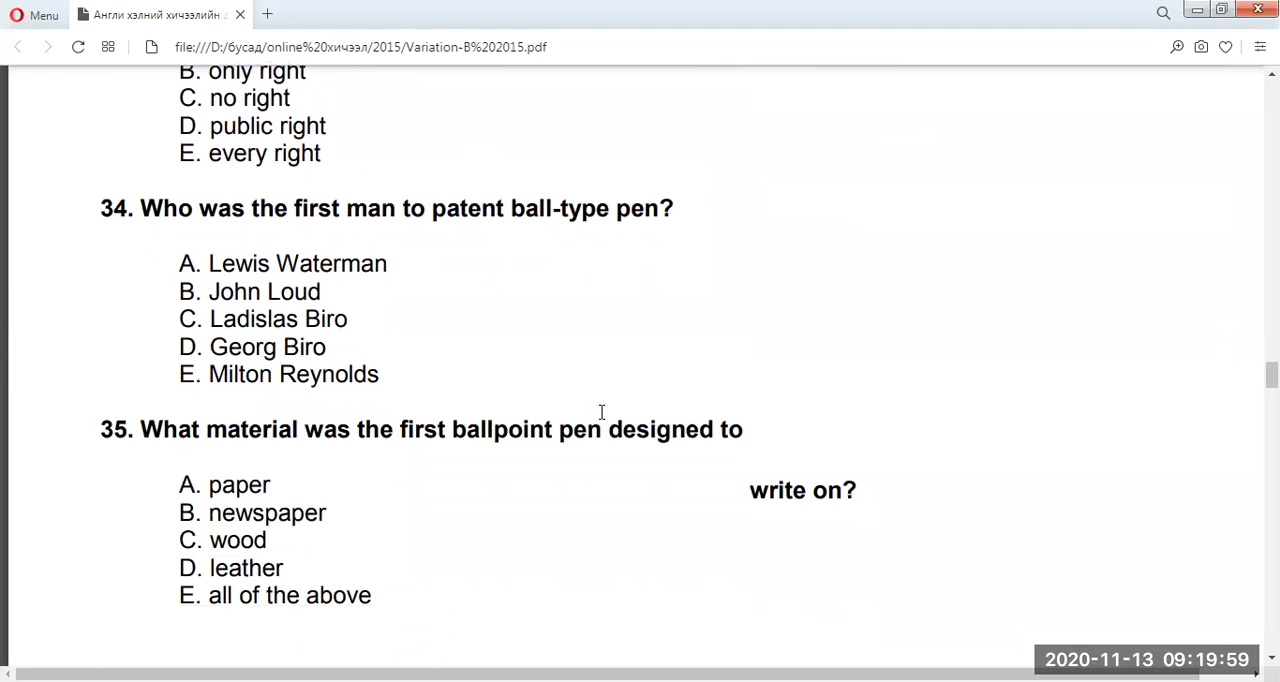 Menu
Англи хэлний хичээлийн
file:///D:/бусад/online%20хичээл/2015/Variation-B%202015.pdf
B. only right
C. no right
D. public right
E. every right
34. Who was the first man to patent ball-type pen?
A. Lewis Waterman
B. John Loud
C. Ladislas Biro
D. Georg Biro
E. Milton Reynolds
35. What material was the first ballpoint pen designed to
write on?
A. paper
B. newspaper
C. wood
D. leather
E. all of the above
2020-11-13 09:19:59